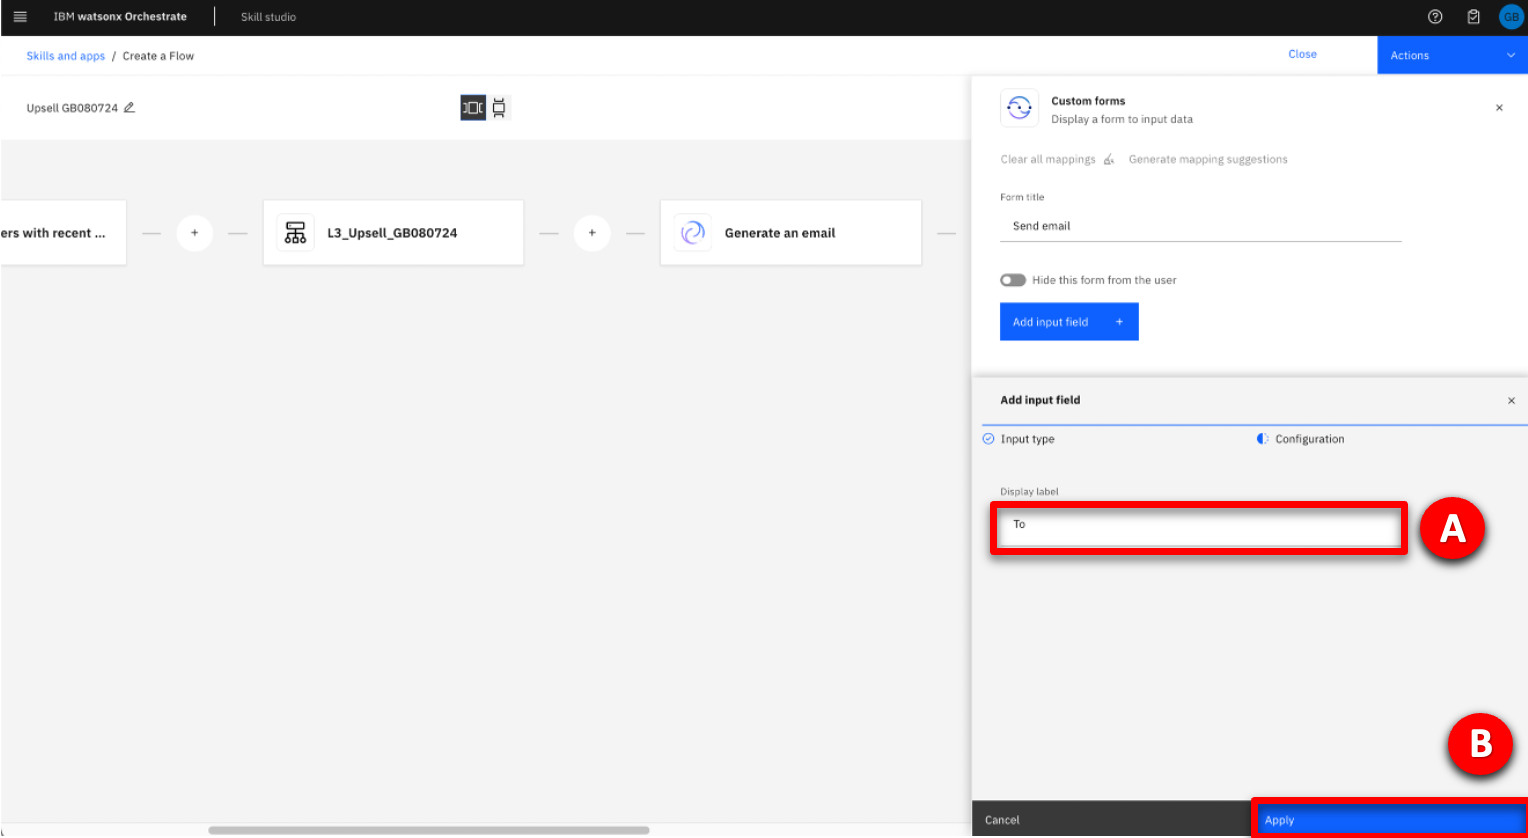 IBM watsonx Orchestrate
Skill studio
GB
Skills and apps / Create a Flow
Close
Actions
Upsell GB080724
Custom forms
Display a form to input data
Clear all mappings
Generate mapping suggestions
Form title
Send email
ers with recent ...
+
L3_Upsell_GB080724
+
Generate an email
Hide this form from the user
Add input field +
Add input field
Input type
Configuration
Display label
To
A
B
Cancel
Apply